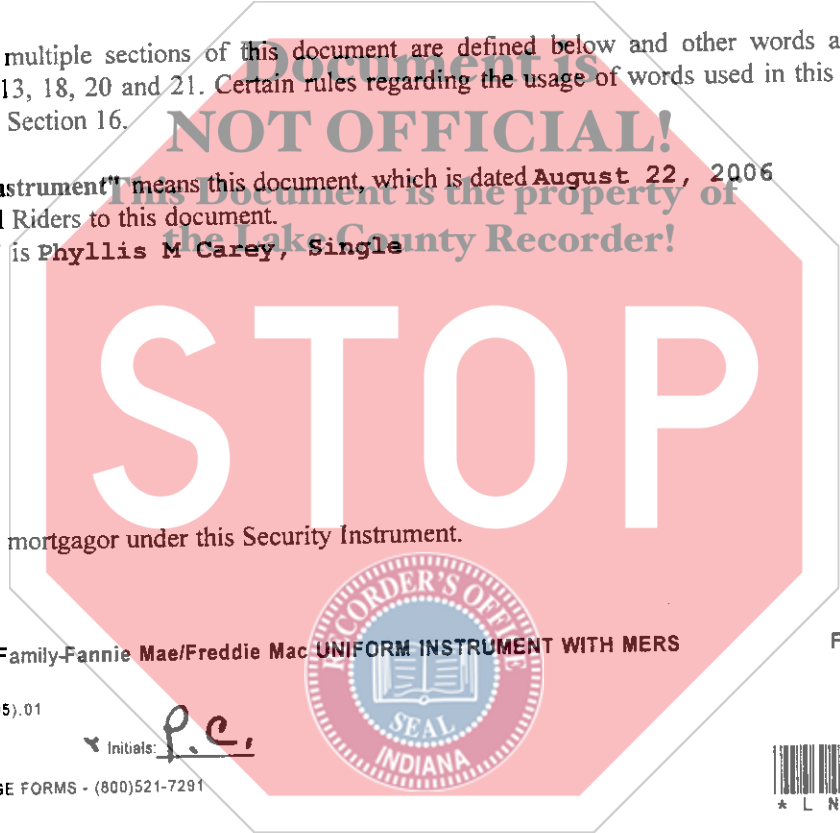 multiple sections of this document are defined below and other words a
13, 18, 20 and 21. Certain rules regarding the usage of words used in this
Section 16.
Document is
NOT OFFICIAL!
This Document is the property of
the Lake County Recorder!
strument" means this document, which is dated August 22, 2006
Riders to this document.
is Phyllis M Carey, Single
STOP
mortgagor under this Security Instrument.
RECORDER'S OFFICE
SEAL
INDIANA
Family-Fannie Mae/Freddie Mac UNIFORM INSTRUMENT WITH MERS
F
5).01
Initials: P.C.
GE FORMS - (800)521-7291
* L N